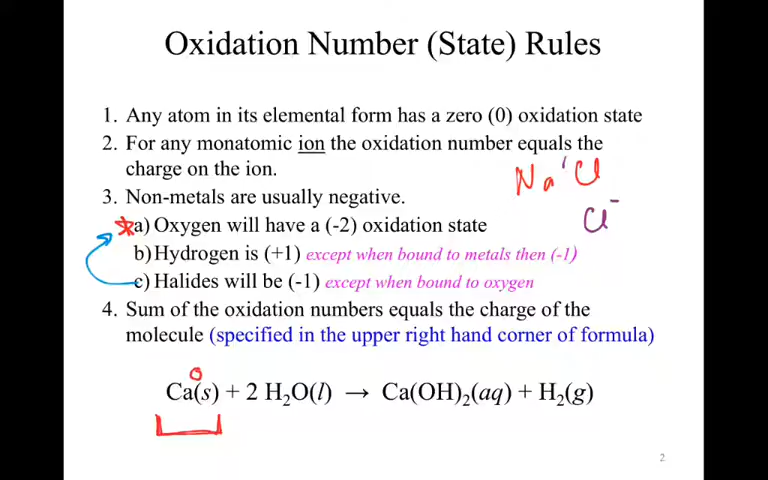 Oxidation Number (State) Rules
1. Any atom in its elemental form has a zero (0) oxidation state
2. For any monatomic ion the oxidation number equals the
charge on the ion.
Na' Cl
3. Non-metals are usually negative.
*a) Oxygen will have a (-2) oxidation state
Cl⁻
b) Hydrogen is (+1) except when bound to metals then (-1)
c) Halides will be (-1) except when bound to oxygen
4. Sum of the oxidation numbers equals the charge of the
molecule (specified in the upper right hand corner of formula)
0
Ca(s) + 2 H₂O(l) → Ca(OH)₂(aq) + H₂(g)
2